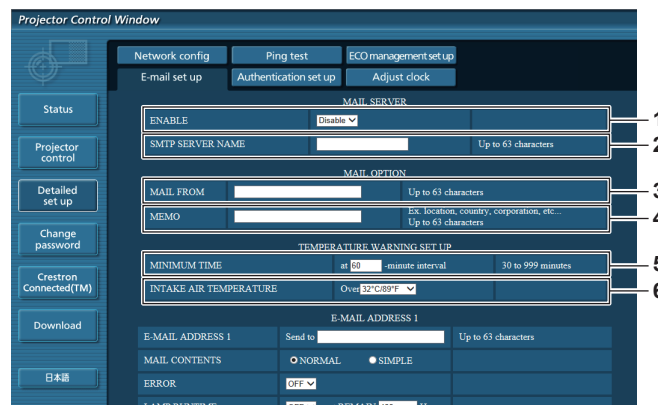 Projector Control Window
Network config
Ping test
ECO management set up
E-mail set up
Authentication set up
Adjust clock
Status
Projector
control
Detailed
set up
Change
password
Crestron
Connected(TM)
Download
日本語
MAIL SERVER
ENABLE Disable 1
SMTP SERVER NAME Up to 63 characters 2
MAIL OPTION
MAIL FROM Up to 63 characters 3
MEMO Ex. location, country, corporation, etc... 4
Up to 63 characters
TEMPERATURE WARNING SET UP
MINIMUM TIME at 60 -minute interval 30 to 999 minutes 5
INTAKE AIR TEMPERATURE Over 32°C/89°F 6
E-MAIL ADDRESS 1
E-MAIL ADDRESS 1 Send to Up to 63 characters
MAIL CONTENTS NORMAL SIMPLE
ERROR OFF
LAMP RUNTIME OFF REMAIN